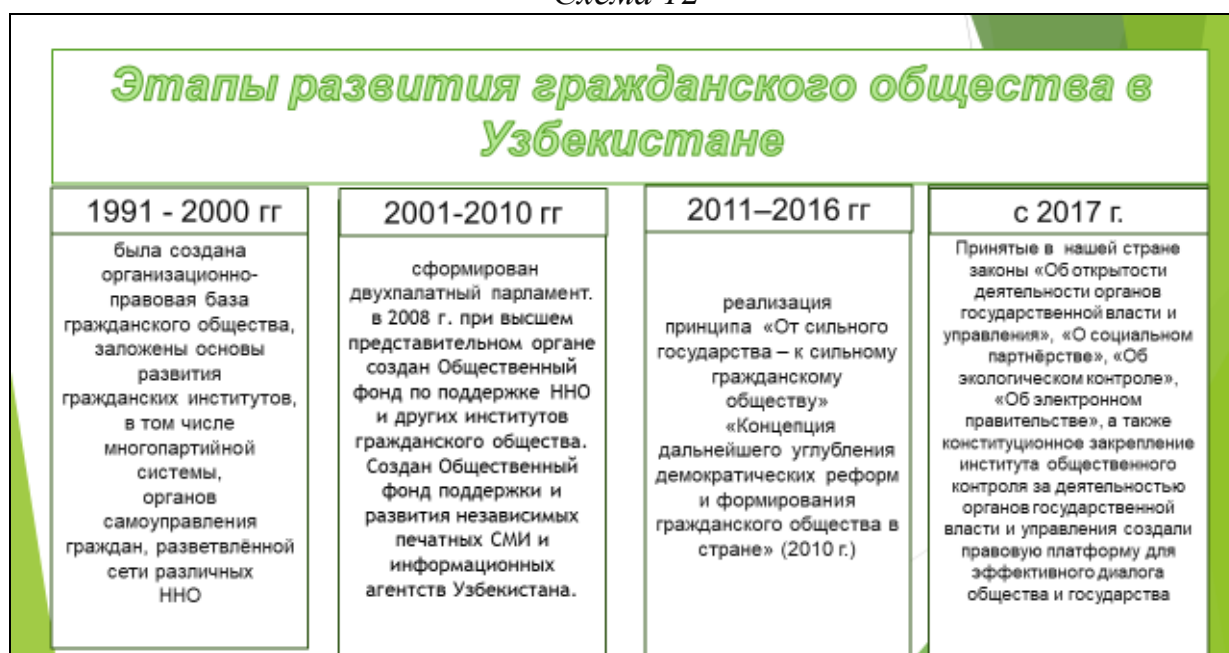 Схема 12
Этапы развития гражданского общества в
Узбекистане
1991 - 2000 гг
была создана
организационно-
правовая база
гражданского общества,
заложены основы
развития
гражданских институтов,
в том числе
многопартийной
системы,
органов
самоуправления
граждан, разветвлённой
сети различных
ННО
2001-2010 гг
сформирован
двухпалатный парламент.
в 2008 г. при высшем
представительном органе
создан Общественный
фонд по поддержке ННО
и других институтов
гражданского общества.
Создан Общественный
фонд поддержки и
развития независимых
печатных СМИ и
информационных
агентств Узбекистана.
2011–2016 гг
реализация
принципа «От сильного
государства – к сильному
гражданскому
обществу»
«Концепция
дальнейшего углубления
демократических реформ
и формирования
гражданского общества в
стране» (2010 г.)
с 2017 г.
Принятые в нашей стране
законы «Об открытости
деятельности органов
государственной власти и
управления», «О социальном
партнёрстве», «Об
экологическом контроле»,
«Об электронном
правительстве», а также
конституционное закрепление
института общественного
контроля за деятельностью
органов государственной
власти и управления создали
правовую платформу для
эффективного диалога
общества и государства